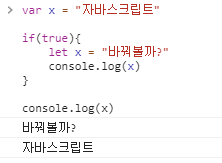 > var x = "자바스크립트"
if(true){
let x = "바꿔볼까?"
console.log(x)
}
console.log(x)
바꿔볼까?
자바스크립트